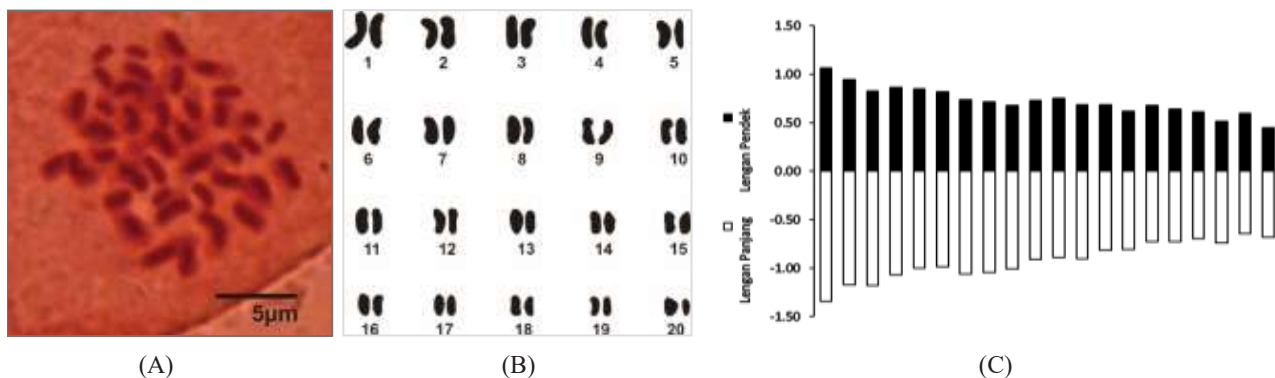 5µm
1 2 3 4 5
6 7 8 9 10
11 12 13 14 15
16 17 18 19 20
1.50
1.00
0.50
0.00
-0.50
-1.00
-1.50
Lengan Pendek
Lengan Panjang
(A) (B) (C)